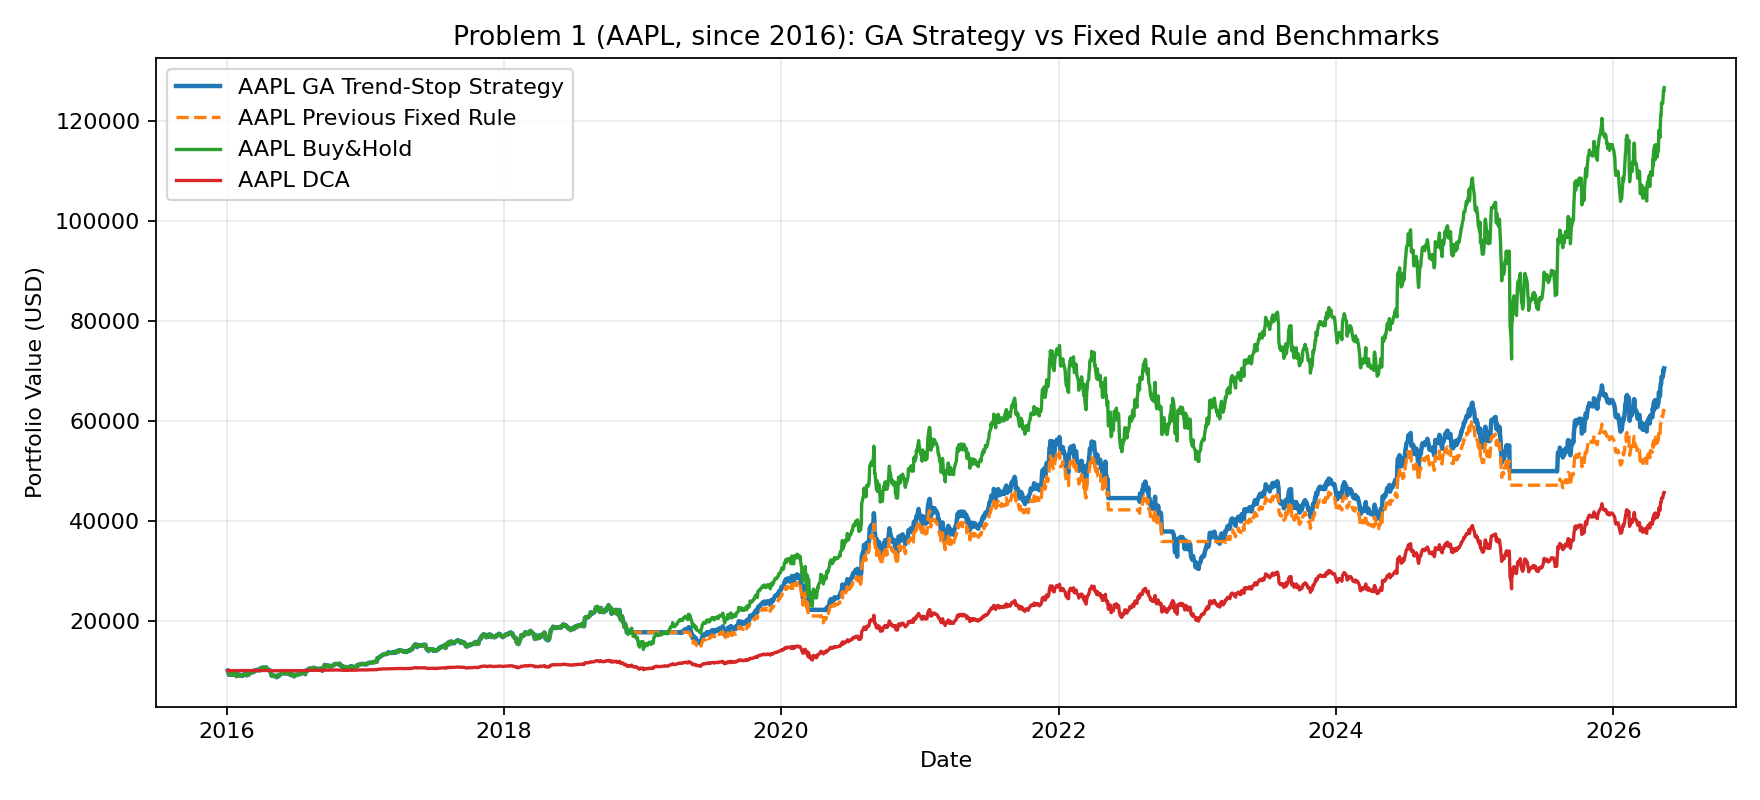 Problem 1 (AAPL, since 2016): GA Strategy vs Fixed Rule and Benchmarks
AAPL GA Trend-Stop Strategy
AAPL Previous Fixed Rule
AAPL Buy&Hold
AAPL DCA
Portfolio Value (USD)
120000
100000
80000
60000
40000
20000
2016
2018
2020
2022
2024
2026
Date